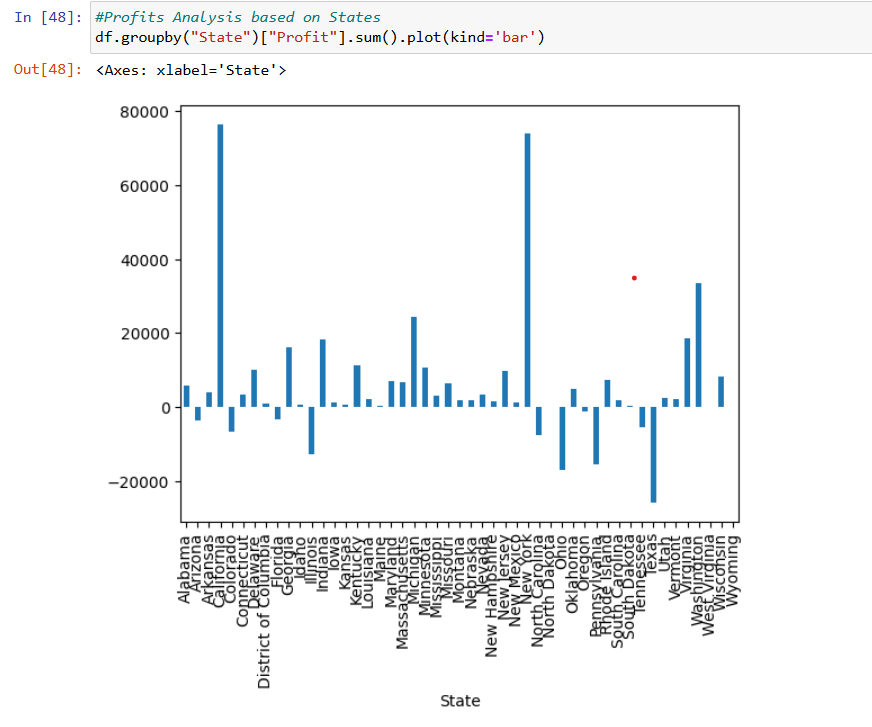 In [48]: #Profits Analysis based on States
df.groupby("State")["Profit"].sum().plot(kind='bar')
Out[48]: <Axes: xlabel='State'>
80000
60000
40000
20000
0
−20000
Alabama
Arizona
Arkansas
California
Colorado
Connecticut
Delaware
District of Columbia
Florida
Georgia
Idaho
Illinois
Indiana
Iowa
Kansas
Kentucky
Louisiana
Maine
Maryland
Massachusetts
Michigan
Minnesota
Mississippi
Missouri
Montana
Nebraska
Nevada
New Hampshire
New Jersey
New Mexico
New York
North Carolina
North Dakota
Ohio
Oklahoma
Oregon
Pennsylvania
Rhode Island
South Carolina
South Dakota
Tennessee
Texas
Utah
Vermont
Virginia
Washington
West Virginia
Wisconsin
Wyoming
State